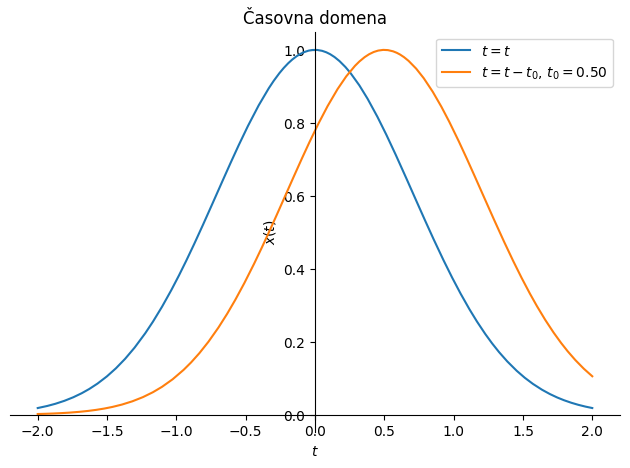 Časovna domena
t = t
t = t − t₀, t₀ = 0.50
1.0
0.8
0.6
0.4
0.2
0.0
x(t)
−2.0 −1.5 −1.0 −0.5 0.0 0.5 1.0 1.5 2.0
t